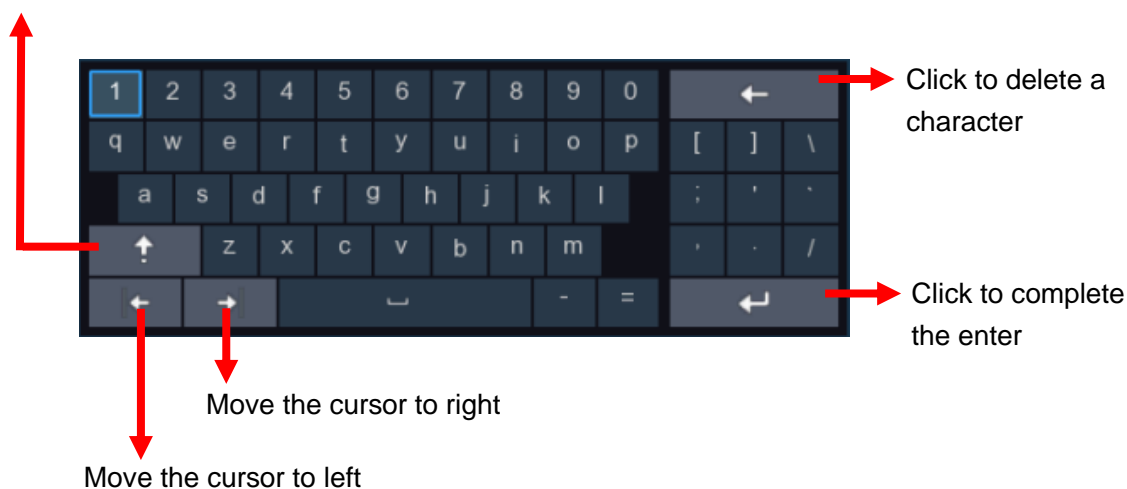 1 2 3 4 5 6 7 8 9 0
q w e r t y u i o p [ ] \
a s d f g h j k l ; ' `
z x c v b n m , . /
- =
Click to delete a
character
Click to complete
the enter
Move the cursor to right
Move the cursor to left